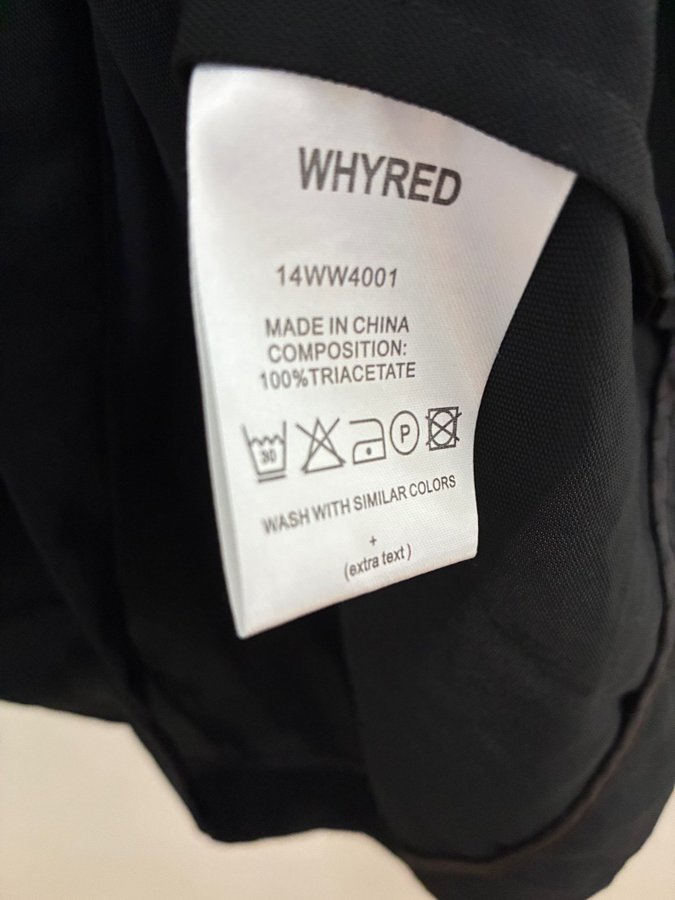 WHYRED
14WW4001
MADE IN CHINA
COMPOSITION:
100%TRIACETATE
30 P
WASH WITH SIMILAR COLORS
+
(extra text)